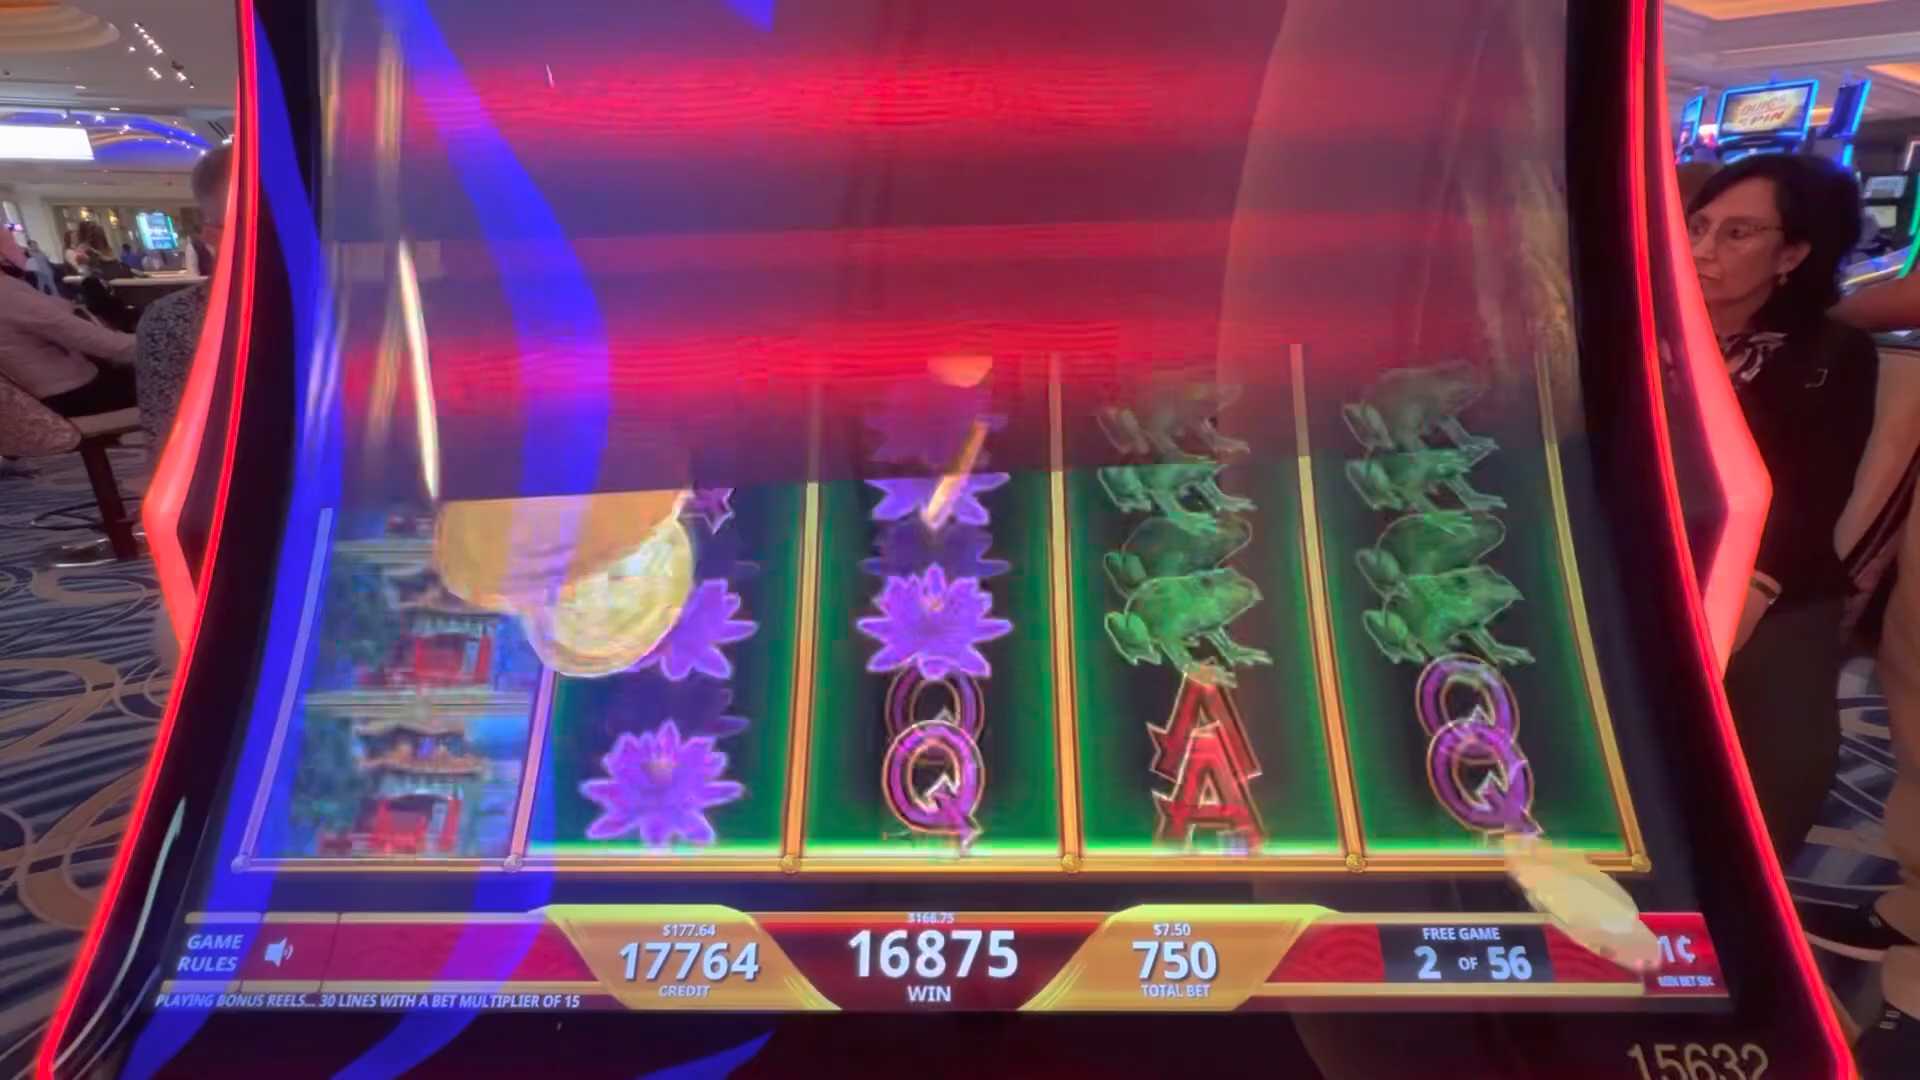 QUICK
SPIN
Q
Q
A
A
Q
Q
GAME
RULES
$177.64
17764
CREDIT
$168.75
16875
WIN
$7.50
750
TOTAL BET
FREE GAME
2 OF 56
1¢
PLAYING BONUS REELS... 30 LINES WITH A BET MULTIPLIER OF 15
15632